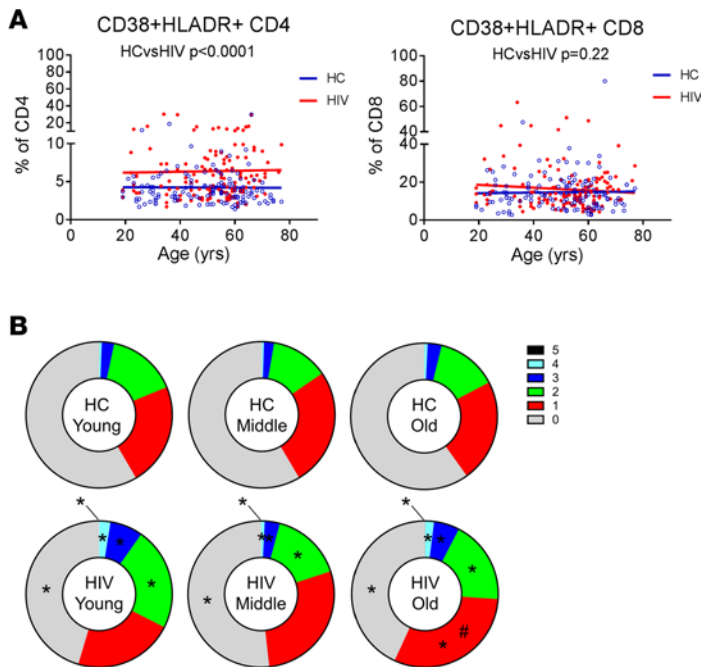 A
CD38+HLADR+ CD4
HCvsHIV p<0.0001
% of CD4
100
80
60
40
20
10
5
0
0 20 40 60 80
Age (yrs)
HC
HIV
CD38+HLADR+ CD8
HCvsHIV p=0.22
% of CD8
100
80
60
40
30
20
10
0
0 20 40 60 80
Age (yrs)
HC
HIV
B
HC
Young
HC
Middle
HC
Old
5
4
3
2
1
0
* * *
HIV
Young
* * * *
HIV
Middle
* * * *
HIV
Old
* * * * * #